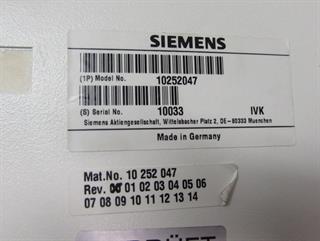 SIEMENS
(1P) Model No. 10252047
(S) Serial No. 10033 IVK
Siemens Aktiengesellschaft, Wittelsbacher Platz 2, DE-80333 Muenchen
Made in Germany
Mat.No. 10 252 047
Rev. 00 01 02 03 04 05 06
07 08 09 10 11 12 13 14